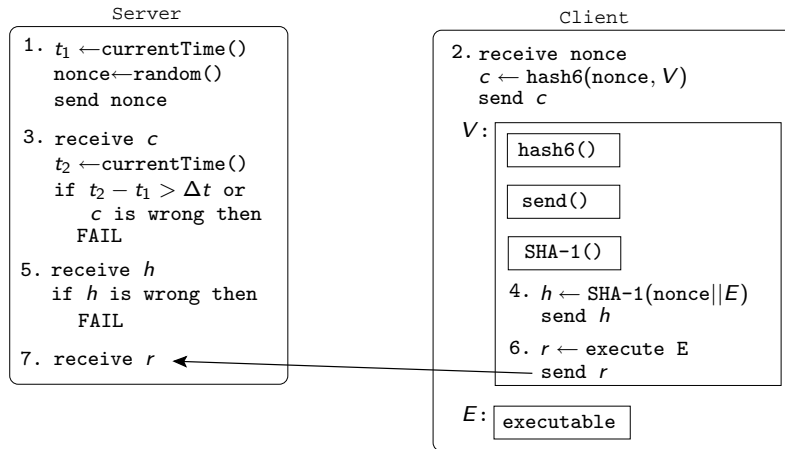 Server
1. t₁ ←currentTime()
nonce←random()
send nonce
3. receive c
t₂ ←currentTime()
if t₂ − t₁ > Δt or
c is wrong then
FAIL
5. receive h
if h is wrong then
FAIL
7. receive r
Client
2. receive nonce
c ← hash6(nonce, V)
send c
V:
hash6()
send()
SHA-1()
4. h ← SHA-1(nonce||E)
send h
6. r ← execute E
send r
E: executable